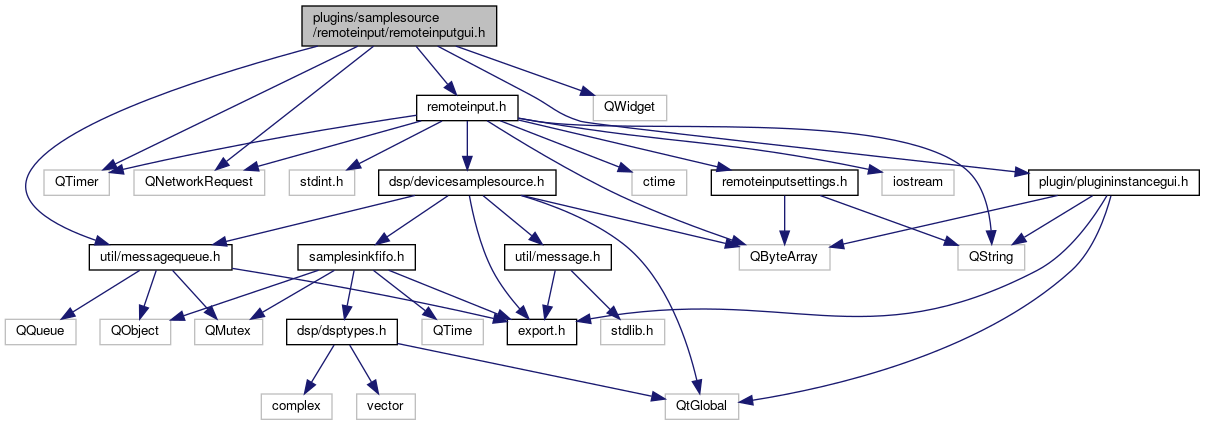 plugins/samplesource
/remoteinput/remoteinputgui.h
remoteinput.h
QWidget
QTimer
QNetworkRequest
stdint.h
dsp/devicesamplesource.h
ctime
remoteinputsettings.h
iostream
plugin/plugininstancegui.h
util/messagequeue.h
samplesinkfifo.h
util/message.h
QByteArray
QString
QQueue
QObject
QMutex
dsp/dsptypes.h
QTime
export.h
stdlib.h
complex
vector
QtGlobal